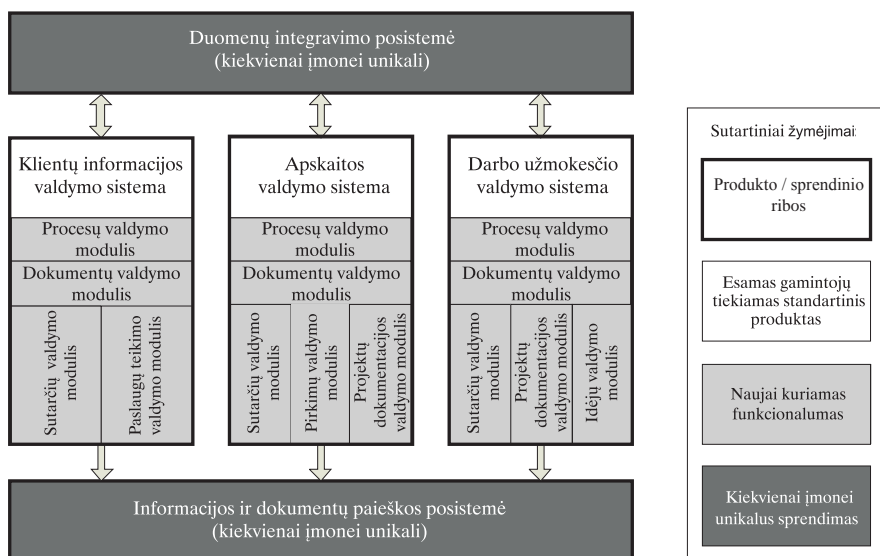 Duomenų integravimo posistemė
(kiekvienai įmonei unikali)
Klientų informacijos
valdymo sistema
Procesų valdymo
modulis
Dokumentų valdymo
modulis
Sutarčių valdymo
modulis
Paslaugų teikimo
valdymo modulis
Apskaitos
valdymo sistema
Procesų valdymo
modulis
Dokumentų valdymo
modulis
Sutarčių valdymo
modulis
Pirkimų valdymo
modulis
Projektų
dokumentacijos
valdymo modulis
Darbo užmokesčio
valdymo sistema
Procesų valdymo
modulis
Dokumentų valdymo
modulis
Sutarčių valdymo
modulis
Projektų
dokumentacijos
valdymo modulis
Idėjų valdymo
modulis
Informacijos ir dokumentų paieškos posistemė
(kiekvienai įmonei unikali)
Sutartiniai žymėjimai:
Produkto / sprendinio
ribos
Esamas gamintojų
tiekiamas standartinis
produktas
Naujai kuriamas
funkcionalumas
Kiekvienai įmonei
unikalus sprendimas